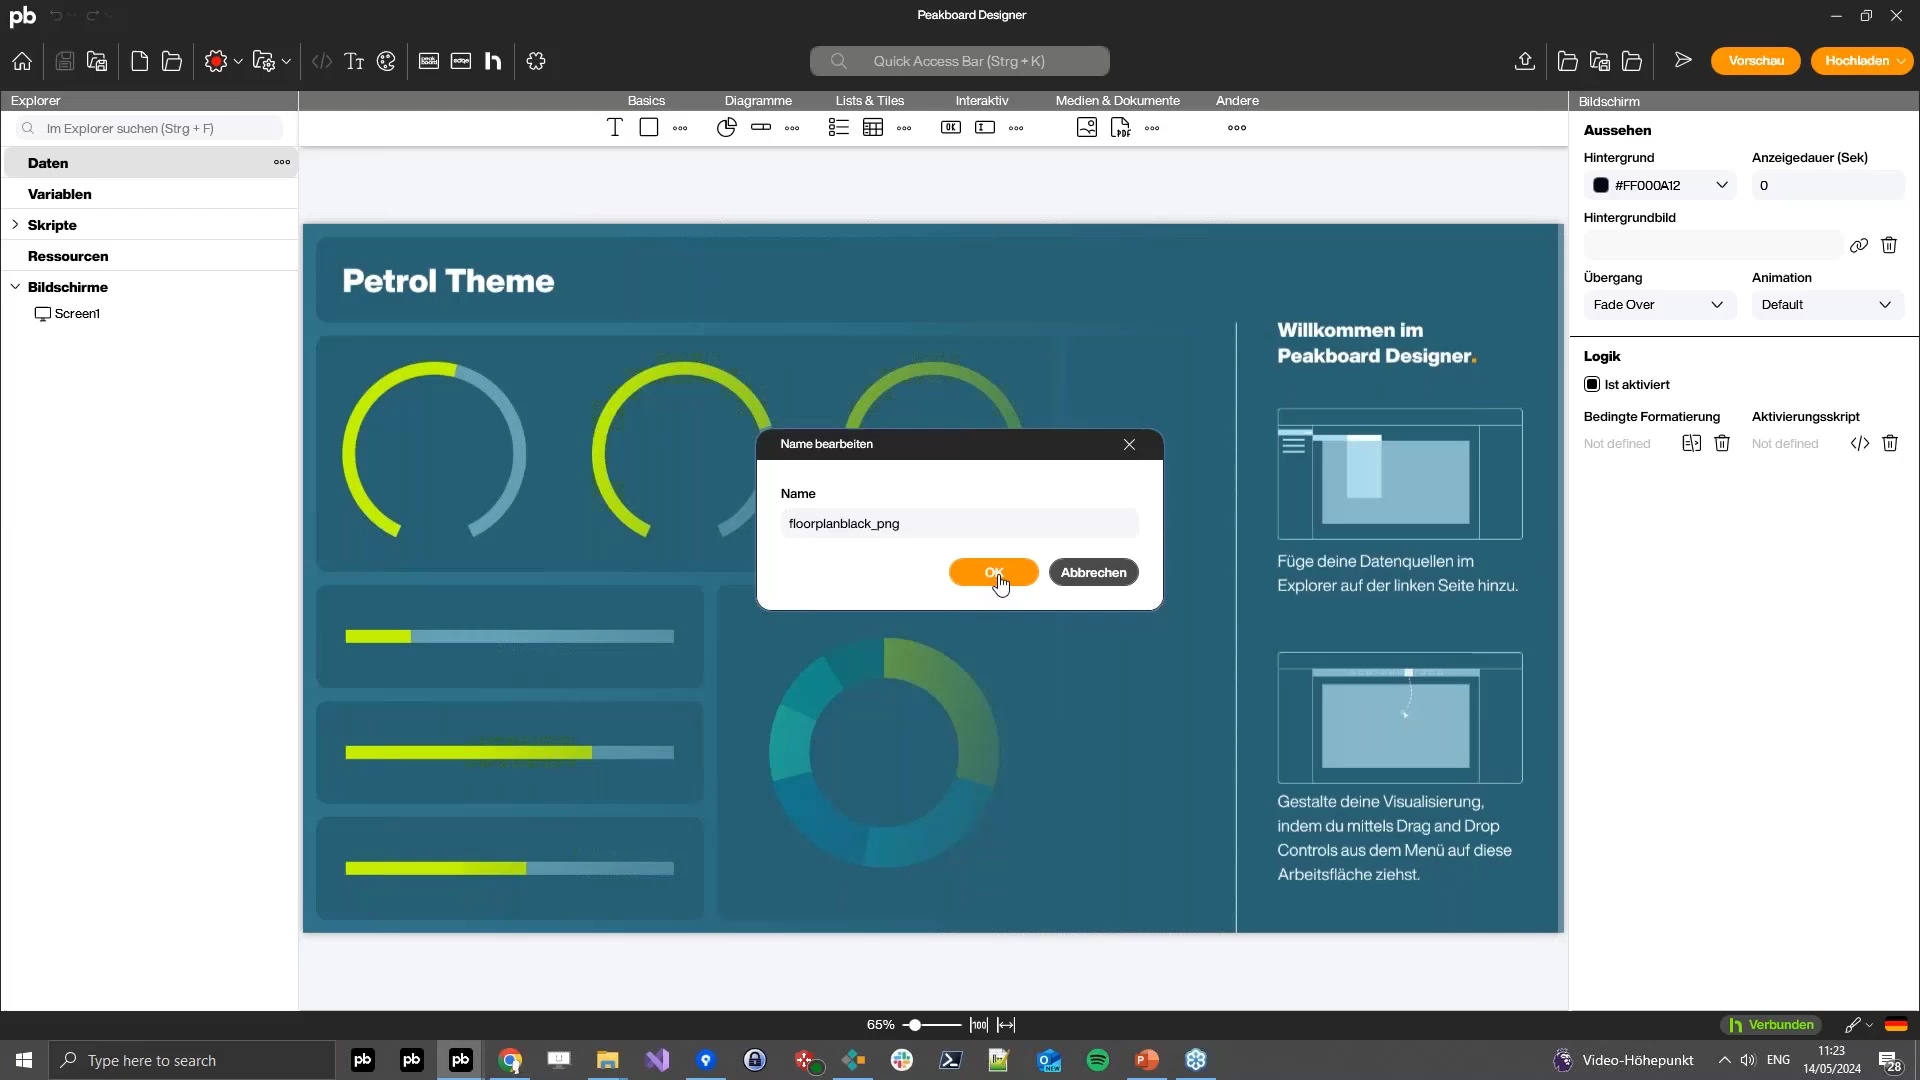 pb
Peakboard Designer
Quick Access Bar (Strg + K)
Vorschau
Hochladen
Explorer
Basics
Diagramme
Lists & Tiles
Interaktiv
Medien & Dokumente
Andere
Bildschirm
Im Explorer suchen (Strg + F)
Daten
Variablen
Skripte
Ressourcen
Bildschirme
Screen1
Petrol Theme
Willkommen im
Peakboard Designer.
Füge deine Datenquellen im
Explorer auf der linken Seite hinzu.
Gestalte deine Visualisierung,
indem du mittels Drag and Drop
Controls aus dem Menü auf diese
Arbeitsfläche ziehst.
Name bearbeiten
Name
floorplanblack_png
OK
Abbrechen
Aussehen
Hintergrund
Anzeigedauer (Sek)
#FF000A12
0
Hintergrundbild
Übergang
Animation
Fade Over
Default
Logik
Ist aktiviert
Bedingte Formatierung
Aktivierungsskript
Not defined
Not defined
65%
100
Verbunden
Type here to search
pb
pb
pb
Video-Höhepunkt
ENG
11:23
14/05/2024
28